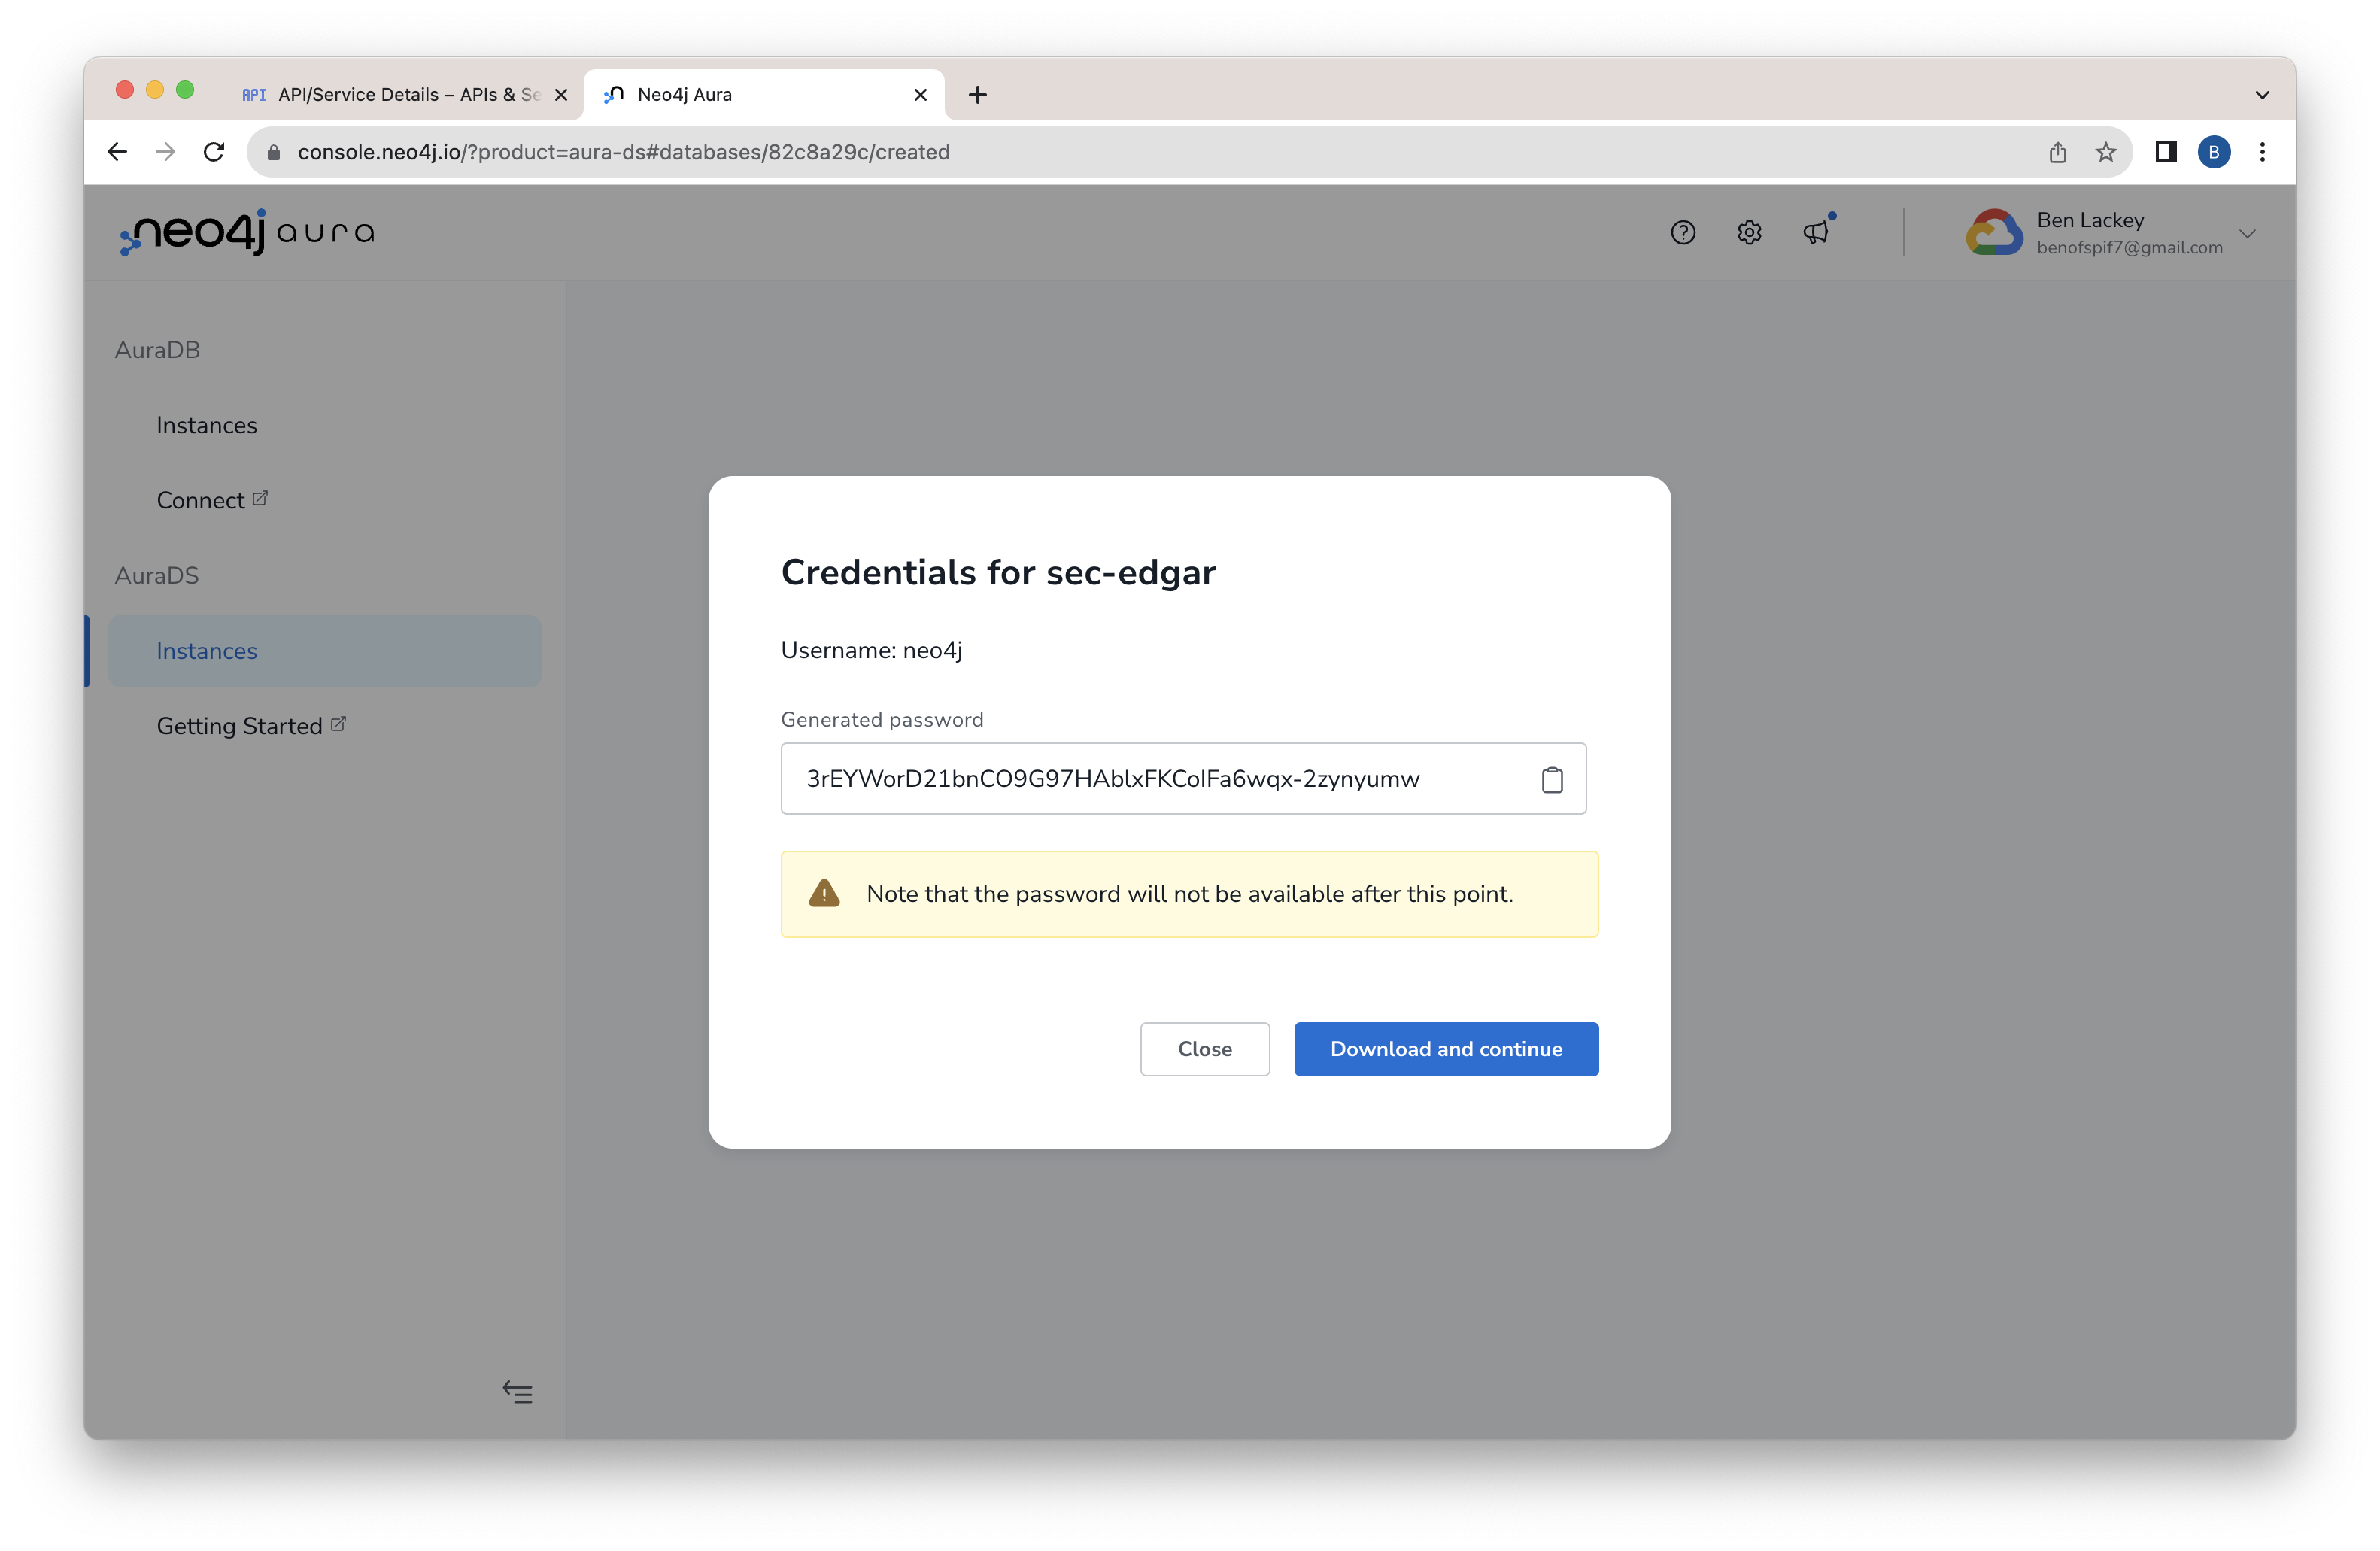 API API/Service Details – APIs & Se
Neo4j Aura
console.neo4j.io/?product=aura-ds#databases/82c8a29c/created
B
neo4j aura
Ben Lackey
benofspif7@gmail.com
AuraDB
Instances
Connect
AuraDS
Instances
Getting Started
Credentials for sec-edgar
Username: neo4j
Generated password
3rEYWorD21bnCO9G97HAblxFKCoIFa6wqx-2zynyumw
Note that the password will not be available after this point.
Close
Download and continue